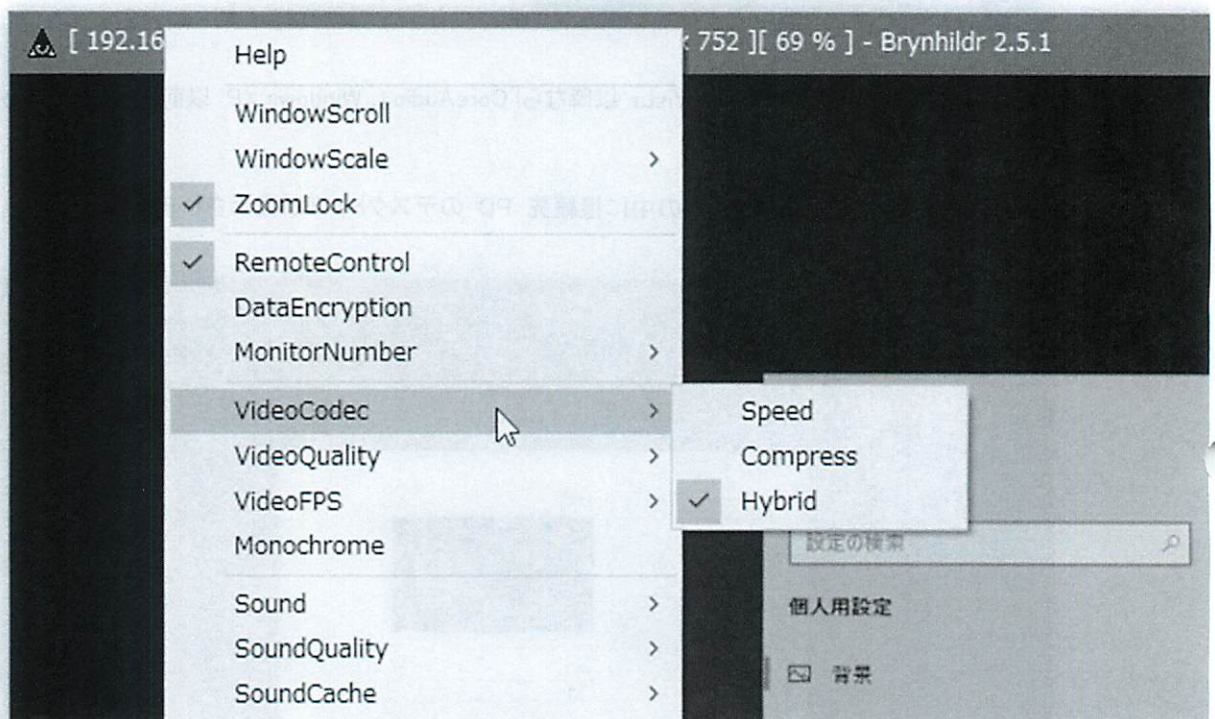 [ 192.16
752 ][ 69 % ] - Brynhildr 2.5.1
Help
WindowScroll
WindowScale
ZoomLock
RemoteControl
DataEncryption
MonitorNumber
VideoCodec
Speed
VideoQuality
Compress
VideoFPS
Hybrid
Monochrome
設定の検索
Sound
個人用設定
SoundQuality
背景
SoundCache